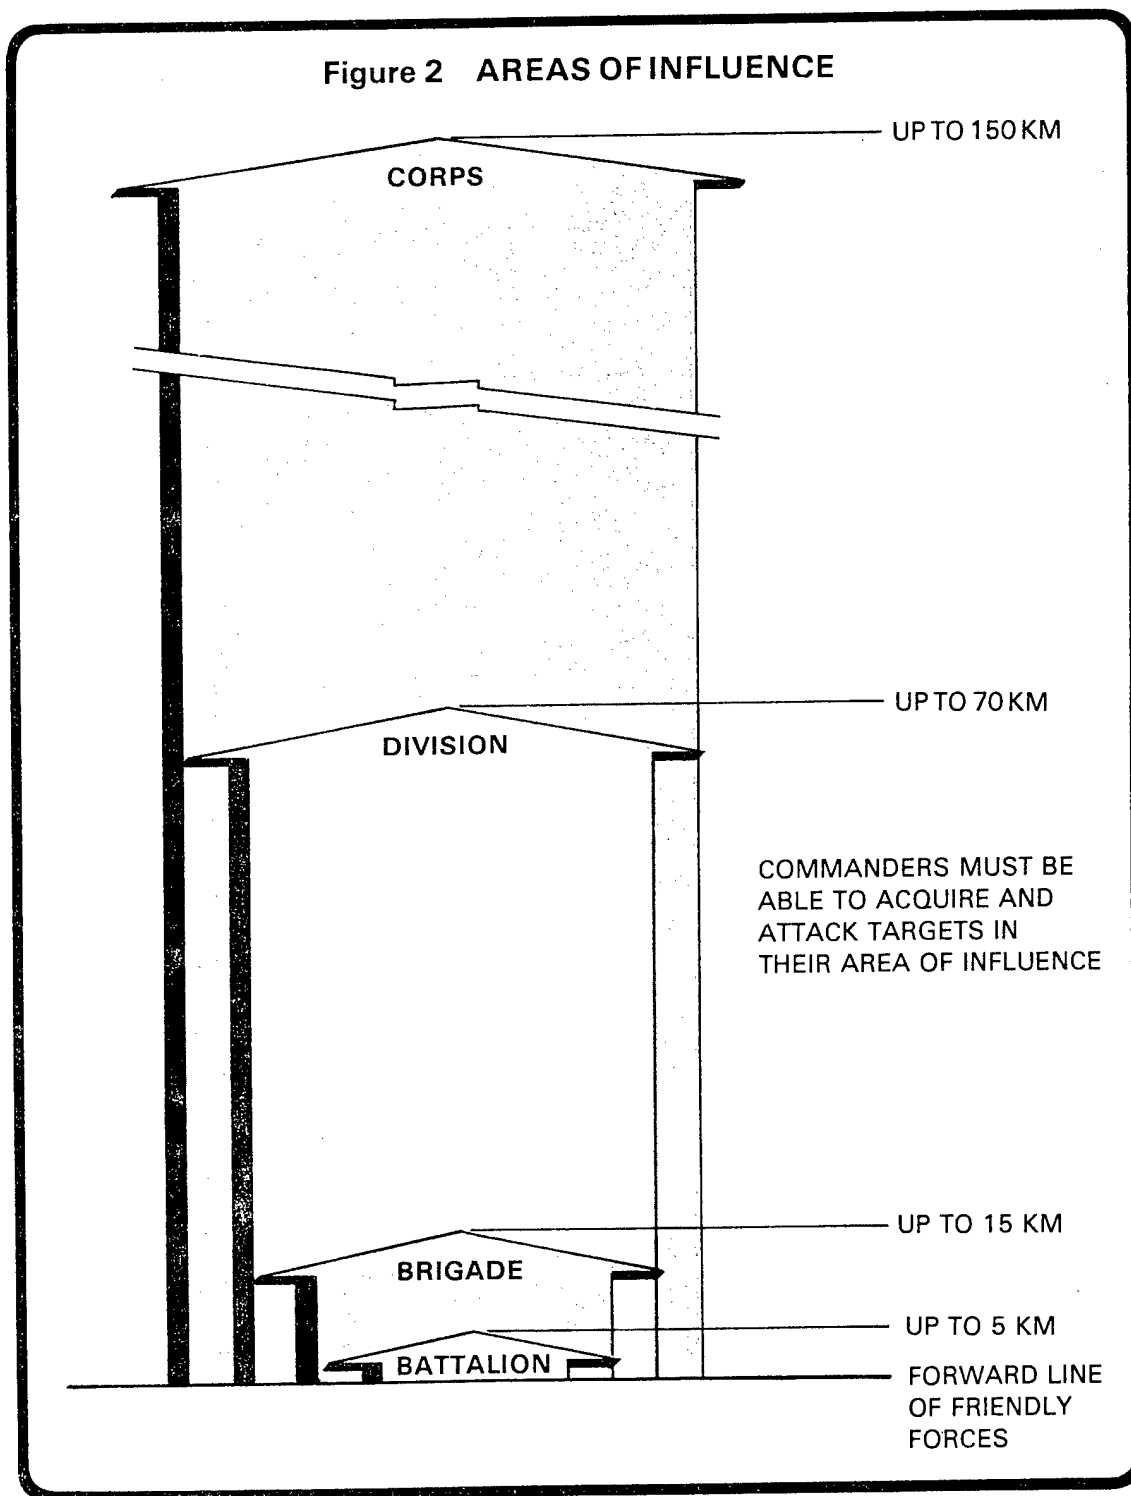 Figure 2 AREAS OF INFLUENCE
UP TO 150 KM
CORPS
UP TO 70 KM
DIVISION
COMMANDERS MUST BE
ABLE TO ACQUIRE AND
ATTACK TARGETS IN
THEIR AREA OF INFLUENCE
UP TO 15 KM
BRIGADE
UP TO 5 KM
BATTALION
FORWARD LINE
OF FRIENDLY
FORCES